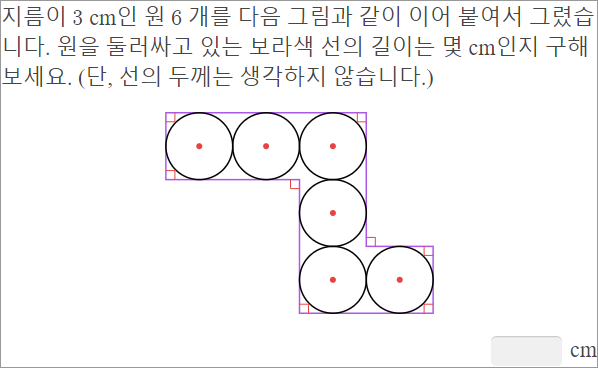 지름이 3 cm인 원 6 개를 다음 그림과 같이 이어 붙여서 그렸습
니다. 원을 둘러싸고 있는 보라색 선의 길이는 몇 cm인지 구해
보세요. (단, 선의 두께는 생각하지 않습니다.)
cm